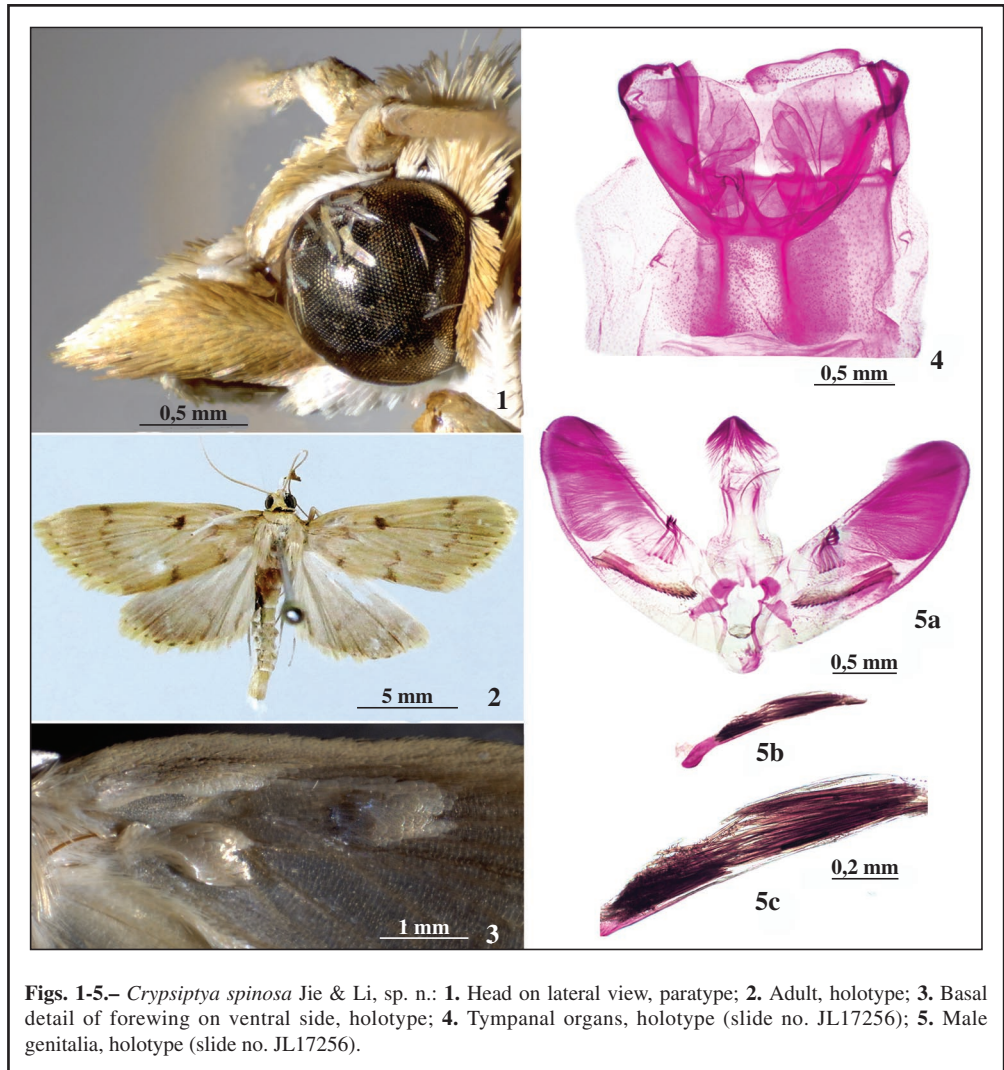 0,5 mm
1
5 mm
2
1 mm
3
0,5 mm
4
5a
0,5 mm
5b
0,2 mm
5c
Figs. 1-5.– Crypsiptya spinosa Jie & Li, sp. n.: 1. Head on lateral view, paratype; 2. Adult, holotype; 3. Basal
detail of forewing on ventral side, holotype; 4. Tympanal organs, holotype (slide no. JL17256); 5. Male
genitalia, holotype (slide no. JL17256).